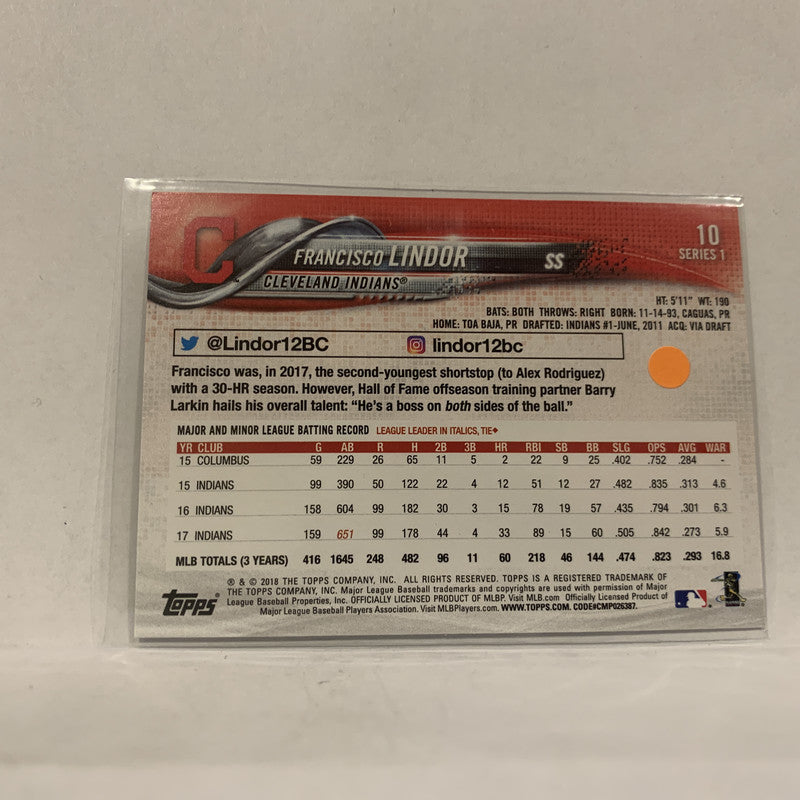 C
FRANCISCO LINDOR SS
CLEVELAND INDIANS®
10
SERIES 1
HT: 5'11" WT: 190
BATS: BOTH THROWS: RIGHT BORN: 11-14-93, CAGUAS, PR
HOME: TOA BAJA, PR DRAFTED: INDIANS #1-JUNE, 2011 ACQ: VIA DRAFT
@Lindor12BC lindor12bc
Francisco was, in 2017, the second-youngest shortstop (to Alex Rodriguez)
with a 30-HR season. However, Hall of Fame offseason training partner Barry
Larkin hails his overall talent: “He’s a boss on both sides of the ball.”
MAJOR AND MINOR LEAGUE BATTING RECORD LEAGUE LEADER IN ITALICS, TIE♦
YR CLUB G AB R H 2B 3B HR RBI SB BB SLG OPS AVG WAR
15 COLUMBUS 59 229 26 65 11 5 2 22 9 25 .402 .752 .284 -
15 INDIANS 99 390 50 122 22 4 12 51 12 27 .482 .835 .313 4.6
16 INDIANS 158 604 99 182 30 3 15 78 19 57 .435 .794 .301 6.3
17 INDIANS 159 651 99 178 44 4 33 89 15 60 .505 .842 .273 5.9
MLB TOTALS (3 YEARS) 416 1645 248 482 96 11 60 218 46 144 .474 .823 .293 16.8
Topps
® & © 2018 THE TOPPS COMPANY, INC. ALL RIGHTS RESERVED. TOPPS IS A REGISTERED TRADEMARK OF
THE TOPPS COMPANY, INC. Major League Baseball trademarks and copyrights are used with permission of Major
League Baseball Properties, Inc. OFFICIALLY LICENSED PRODUCT OF MLBP. Visit MLB.com Officially Licensed Product of
Major League Baseball Players Association. Visit MLBPlayers.com. WWW.TOPPS.COM. CODE#CMP026387.